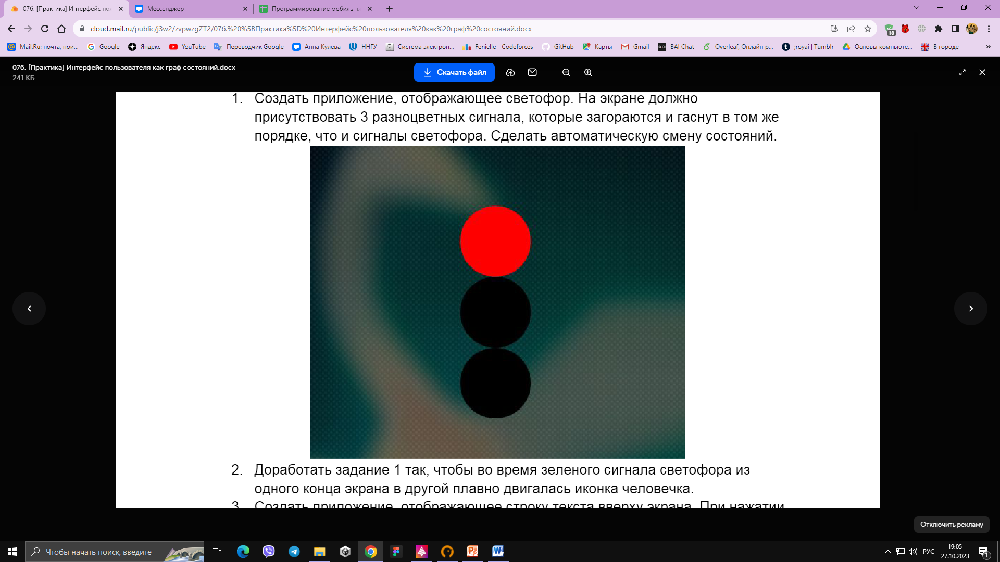 07б. [Практика] Интерфейс по
Мессенджер
Программирование мобильны
cloud.mail.ru/public/j3w2/zvpwzgZT2/07б.%20%5BПрактика%5D%20Интерфейс%20пользователя%20как%20граф%20состояний.docx
18
Mail.Ru: почта, пои...
Google
Яндекс
YouTube
Переводчик Google
Анна Кулёва
ННГУ
Система электрон...
Fenielle - Codeforces
GitHub
Карты
Gmail
BAI Chat
Overleaf, Онлайн р...
;royai | Tumblr
Основы компьюте...
В городе
»
07б. [Практика] Интерфейс пользователя как граф состояний.docx
241 КБ
Скачать файл
1. Создать приложение, отображающее светофор. На экране должно
присутствовать 3 разноцветных сигнала, которые загораются и гаснут в том же
порядке, что и сигналы светофора. Сделать автоматическую смену состояний.
2. Доработать задание 1 так, чтобы во время зеленого сигнала светофора из
одного конца экрана в другой плавно двигалась иконка человечка.
3. Создать приложение, отображающее строку текста вверху экрана. При нажатии
Отключить рекламу
Чтобы начать поиск, введите
РУС
19:05
27.10.2023
1